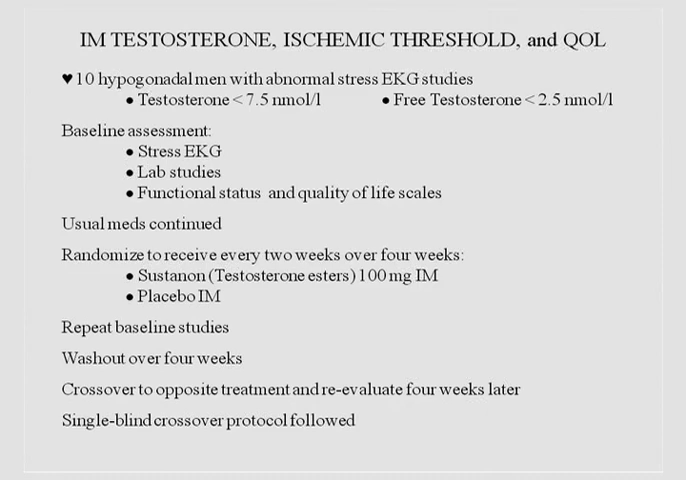 IM TESTOSTERONE, ISCHEMIC THRESHOLD, and QOL
♥ 10 hypogonadal men with abnormal stress EKG studies
● Testosterone < 7.5 nmol/l ● Free Testosterone < 2.5 nmol/l
Baseline assessment:
● Stress EKG
● Lab studies
● Functional status and quality of life scales
Usual meds continued
Randomize to receive every two weeks over four weeks:
● Sustanon (Testosterone esters) 100 mg IM
● Placebo IM
Repeat baseline studies
Washout over four weeks
Crossover to opposite treatment and re-evaluate four weeks later
Single-blind crossover protocol followed